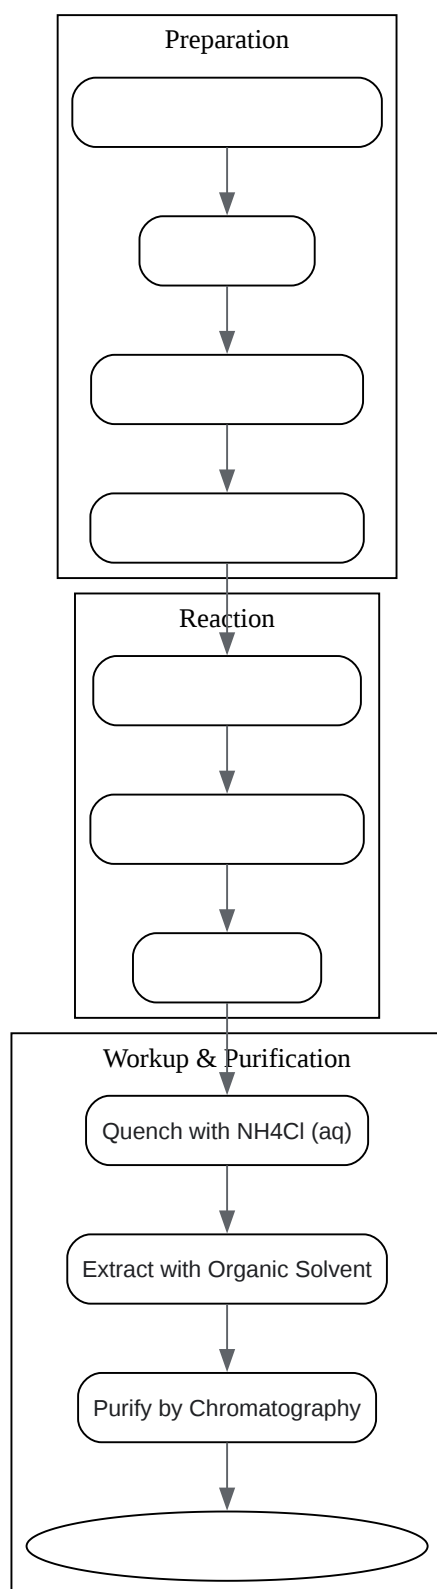 Preparation
Reaction
Workup & Purification
Quench with NH4Cl (aq)
Extract with Organic Solvent
Purify by Chromatography